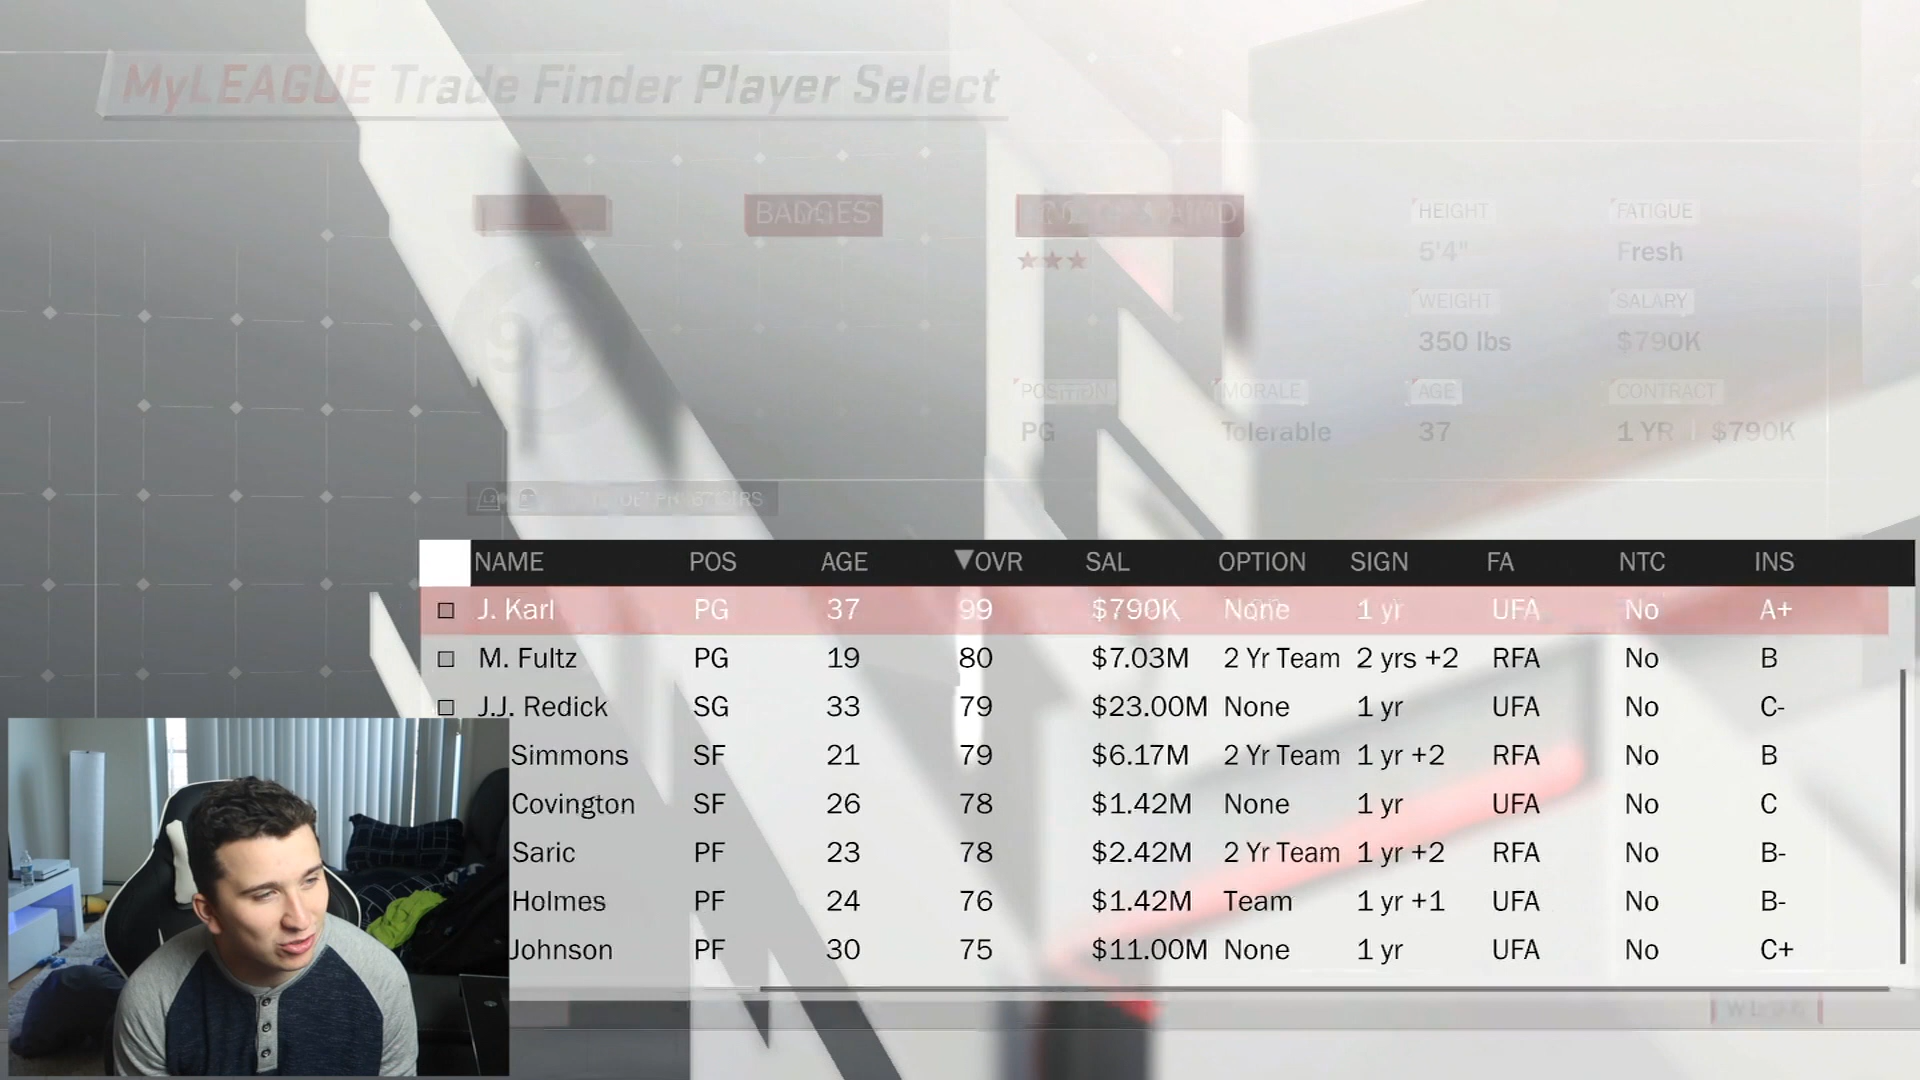 MyLEAGUE Trade Finder Player Select
BADGES
HEIGHT FATIGUE
5'4" Fresh
WEIGHT SALARY
350 lbs $790K
99
POSITION MORALE AGE CONTRACT
PG Tolerable 37 1 YR | $790K
NAME POS AGE ▼OVR SAL OPTION SIGN FA NTC INS
J. Karl PG 37 99 $790K None 1 yr UFA No A+
M. Fultz PG 19 80 $7.03M 2 Yr Team 2 yrs +2 RFA No B
J.J. Redick SG 33 79 $23.00M None 1 yr UFA No C-
Simmons SF 21 79 $6.17M 2 Yr Team 1 yr +2 RFA No B
Covington SF 26 78 $1.42M None 1 yr UFA No C
Saric PF 23 78 $2.42M 2 Yr Team 1 yr +2 RFA No B-
Holmes PF 24 76 $1.42M Team 1 yr +1 UFA No B-
Johnson PF 30 75 $11.00M None 1 yr UFA No C+